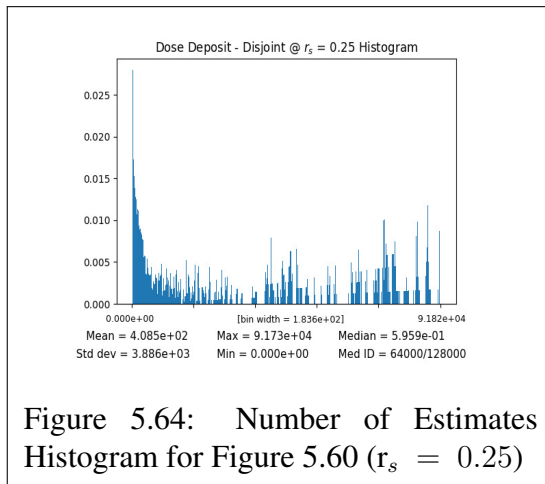 Dose Deposit - Disjoint @ rₛ = 0.25 Histogram
0.025
0.020
0.015
0.010
0.005
0.000
0.000e+00 [bin width = 1.836e+02] 9.182e+04
Mean = 4.085e+02 Max = 9.173e+04 Median = 5.959e-01
Std dev = 3.886e+03 Min = 0.000e+00 Med ID = 64000/128000
Figure 5.64: Number of Estimates
Histogram for Figure 5.60 (rₛ = 0.25)